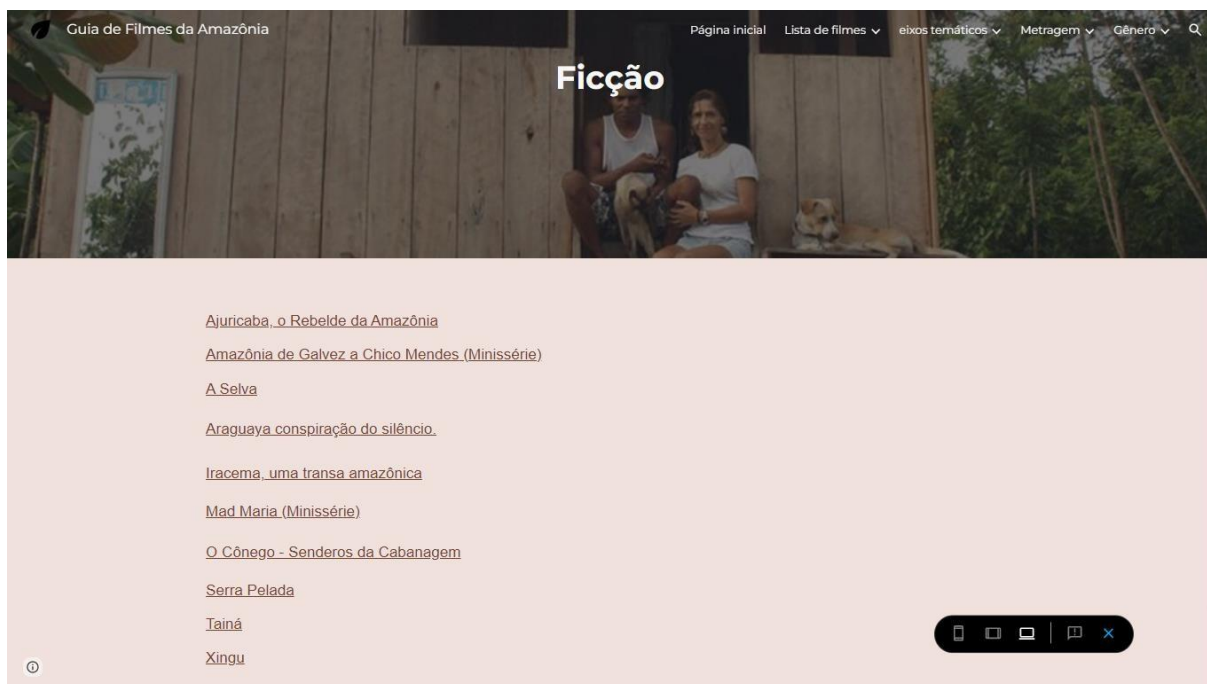 Guia de Filmes da Amazônia
Página inicial Lista de filmes eixos temáticos Metragem Gênero
Ficção
Ajuricaba, o Rebelde da Amazônia
Amazônia de Galvez a Chico Mendes (Minissérie)
A Selva
Araguaya conspiração do silêncio.
Iracema, uma transa amazônica
Mad Maria (Minissérie)
O Cônego - Senderos da Cabanagem
Serra Pelada
Tainá
Xingu